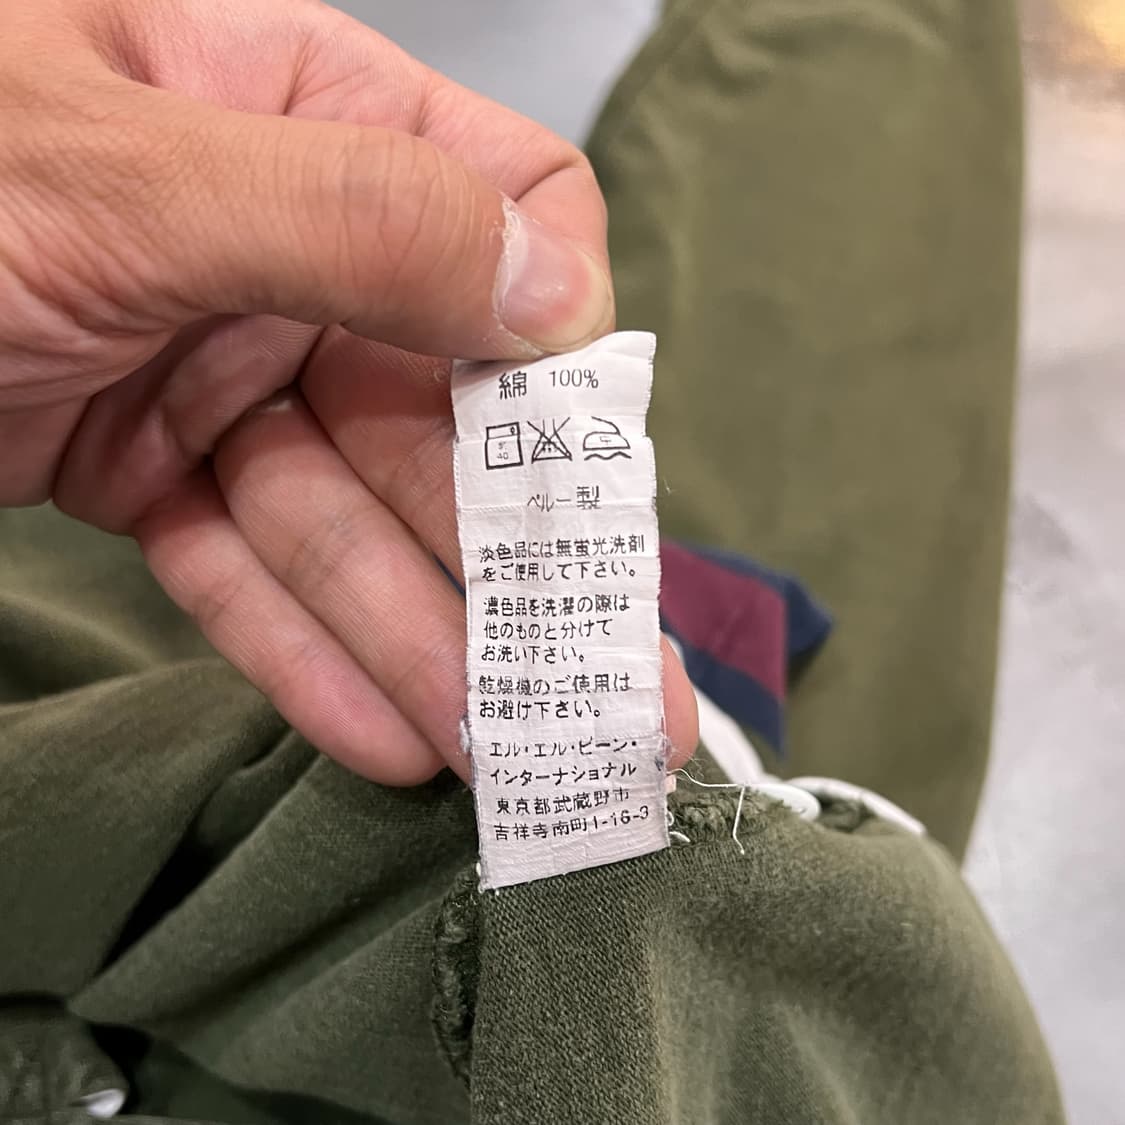 綿 100%
40
ペルー製
淡色品には無蛍光洗剤
をご使用して下さい。
濃色品を洗濯の際は
他のものと分けて
お洗い下さい。
乾燥機のご使用は
お避け下さい。
エル・エル・ビーン・
インターナショナル
東京都武蔵野市
吉祥寺南町1-16-3